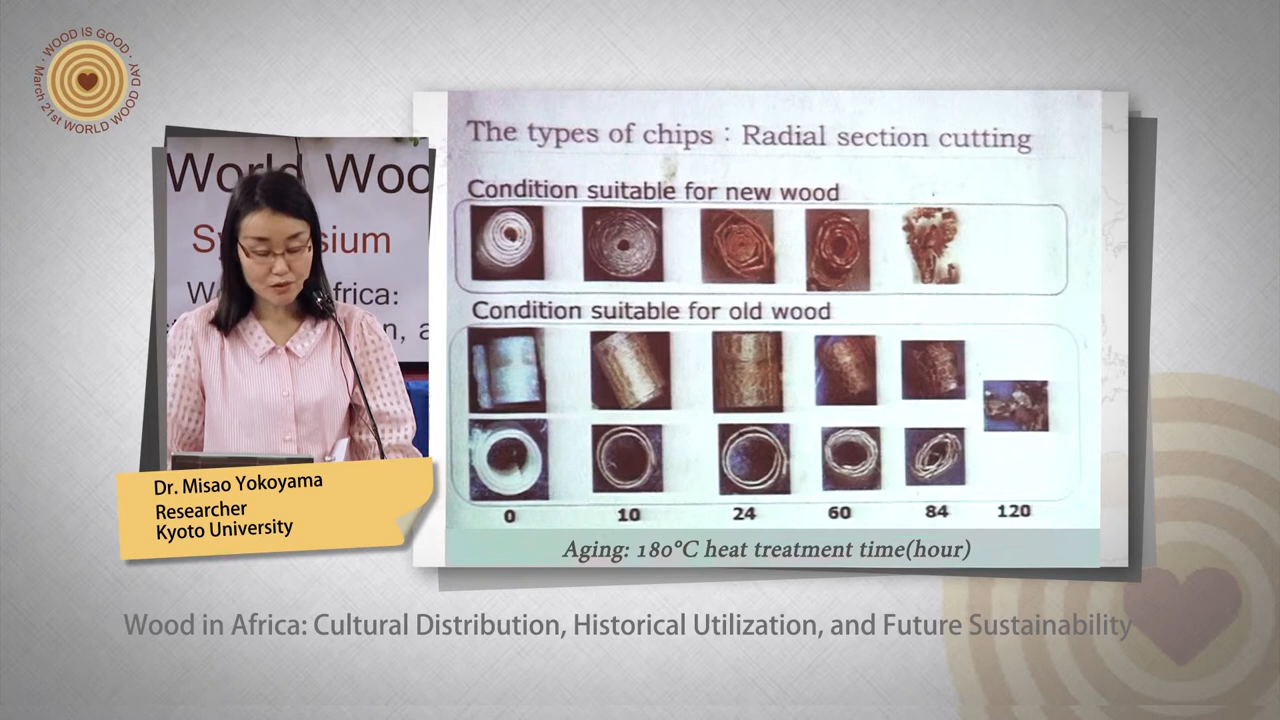 WOOD IS GOOD · March 21st WORLD WOOD DAY ·
World Woo
Sy sium
W frica:
n, a
Dr. Misao Yokoyama
Researcher
Kyoto University
The types of chips : Radial section cutting
Condition suitable for new wood
Condition suitable for old wood
0 10 24 60 84 120
Aging: 180°C heat treatment time(hour)
Wood in Africa: Cultural Distribution, Historical Utilization, and Future Sustainability